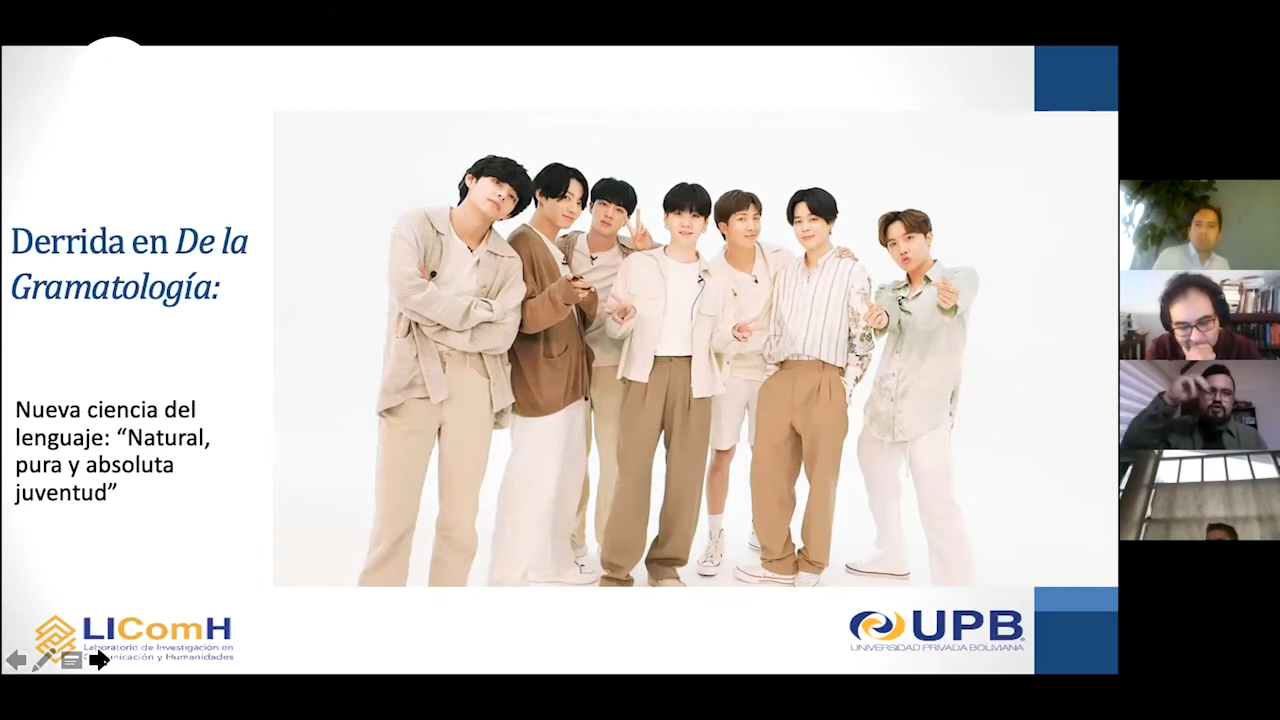 Derrida en De la
Gramatología:
Nueva ciencia del
lenguaje: “Natural,
pura y absoluta
juventud”
LIComH
Laboratorio de Investigación en
Comunicación y Humanidades
UPB
UNIVERSIDAD PRIVADA BOLIVIANA